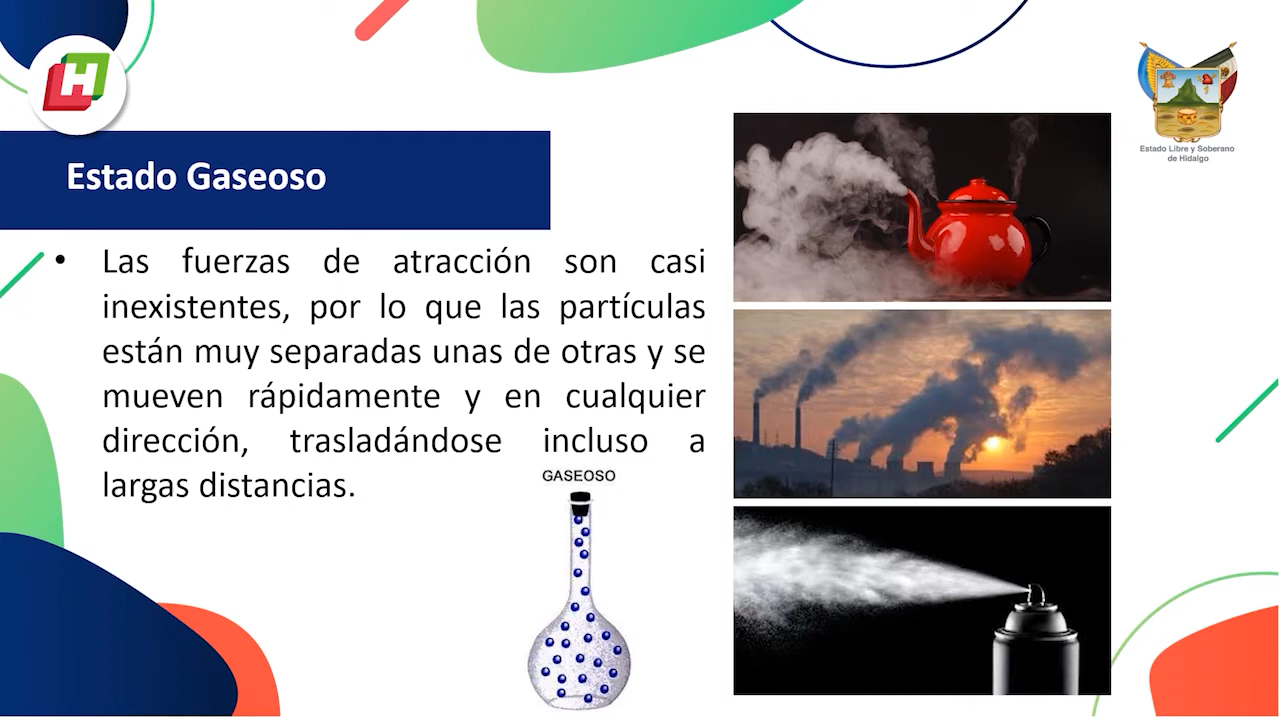 H
Estado Libre y Soberano
de Hidalgo
Estado Gaseoso
• Las fuerzas de atracción son casi
inexistentes, por lo que las partículas
están muy separadas unas de otras y se
mueven rápidamente y en cualquier
dirección, trasladándose incluso a
largas distancias.
GASEOSO